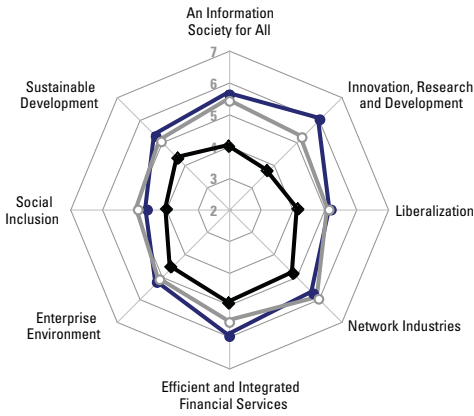 An Information
Society for All
7
6
5
4
3
2
Innovation, Research
and Development
Liberalization
Network Industries
Efficient and Integrated
Financial Services
Enterprise
Environment
Social
Inclusion
Sustainable
Development